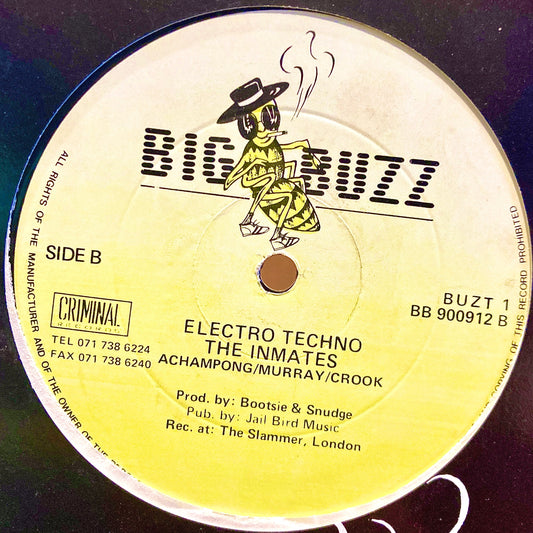 BIG BUZZ
SIDE B
BUZT 1
BB 900912 B
CRIMINAL
RECORDS
TEL 071 738 6224
FAX 071 738 6240
ELECTRO TECHNO
THE INMATES
ACHAMPONG/MURRAY/CROOK
Prod. by: Bootsie & Snudge
Pub. by: Jail Bird Music
Rec. at: The Slammer, London
ALL RIGHTS OF THE MANUFACTURER AND OF THE OWNER OF THE
COPYING OF THIS RECORD PROHIBITED